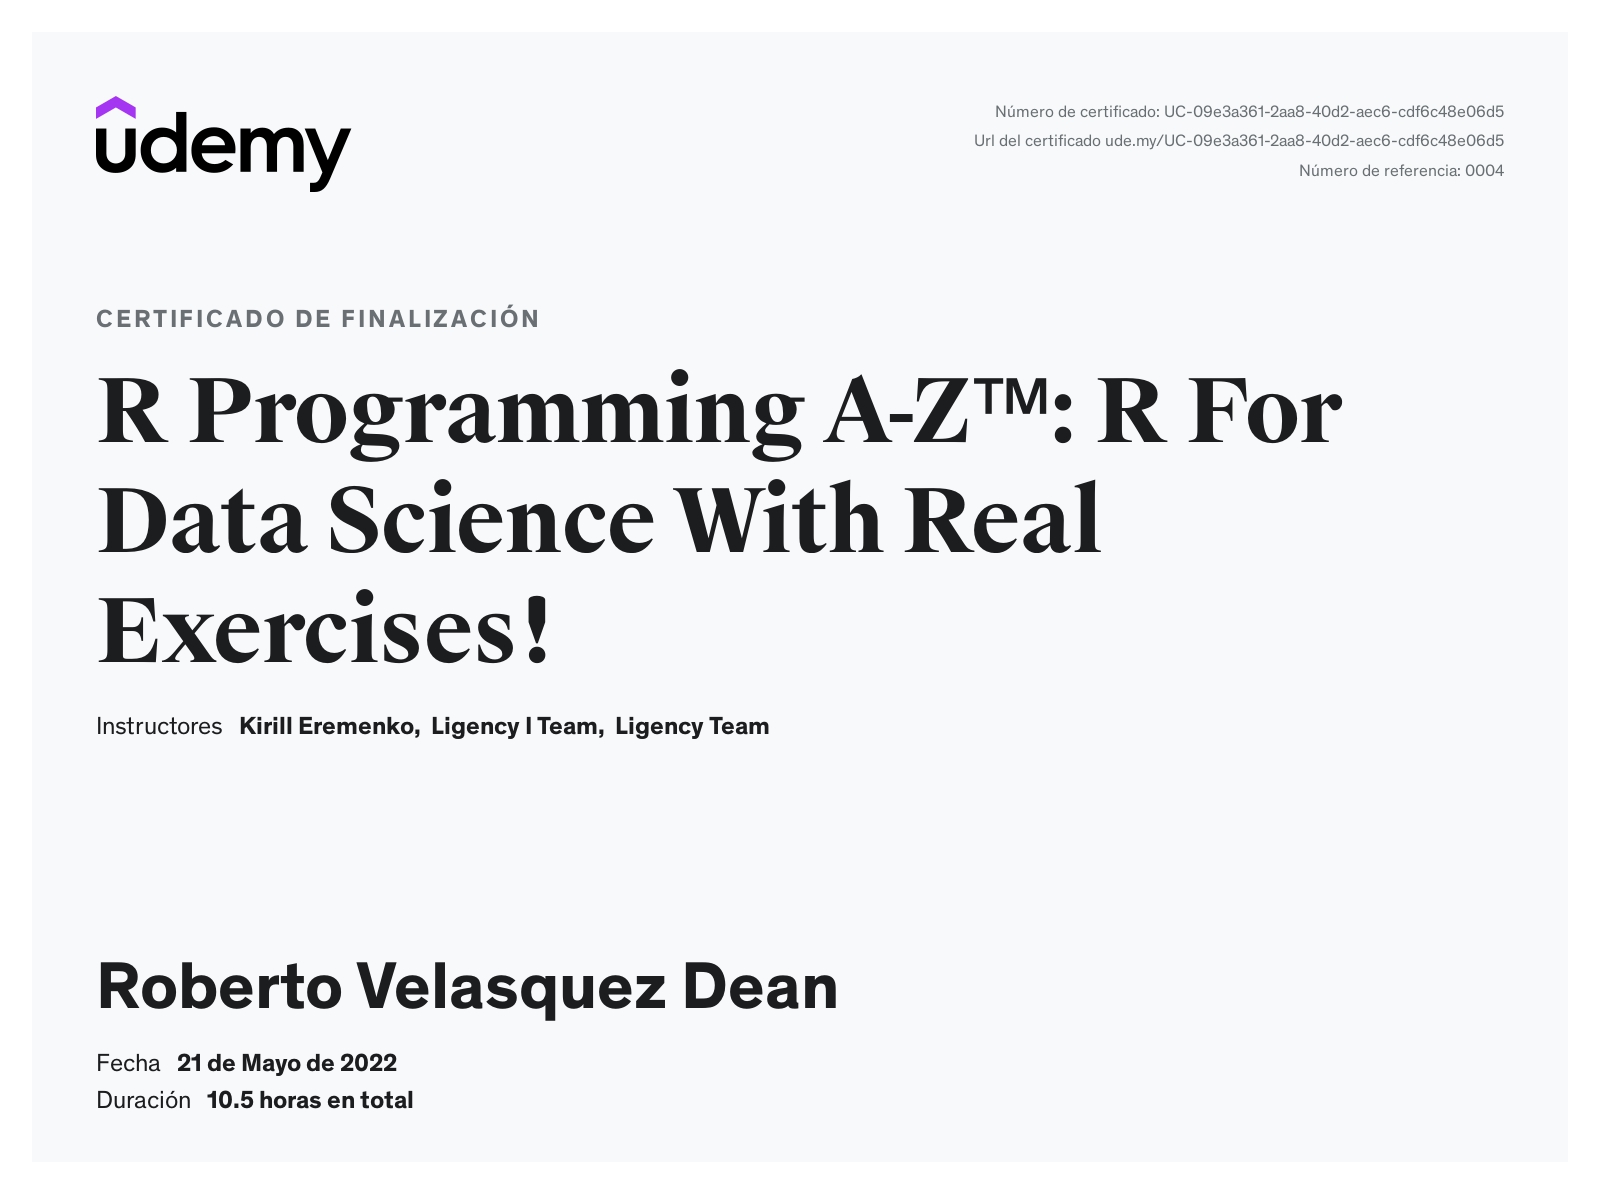 udemy
Número de certificado: UC-09e3a361-2aa8-40d2-aec6-cdf6c48e06d5
Url del certificado ude.my/UC-09e3a361-2aa8-40d2-aec6-cdf6c48e06d5
Número de referencia: 0004
CERTIFICADO DE FINALIZACIÓN
R Programming A-Z™: R For
Data Science With Real
Exercises!
Instructores Kirill Eremenko, Ligency I Team, Ligency Team
Roberto Velasquez Dean
Fecha 21 de Mayo de 2022
Duración 10.5 horas en total